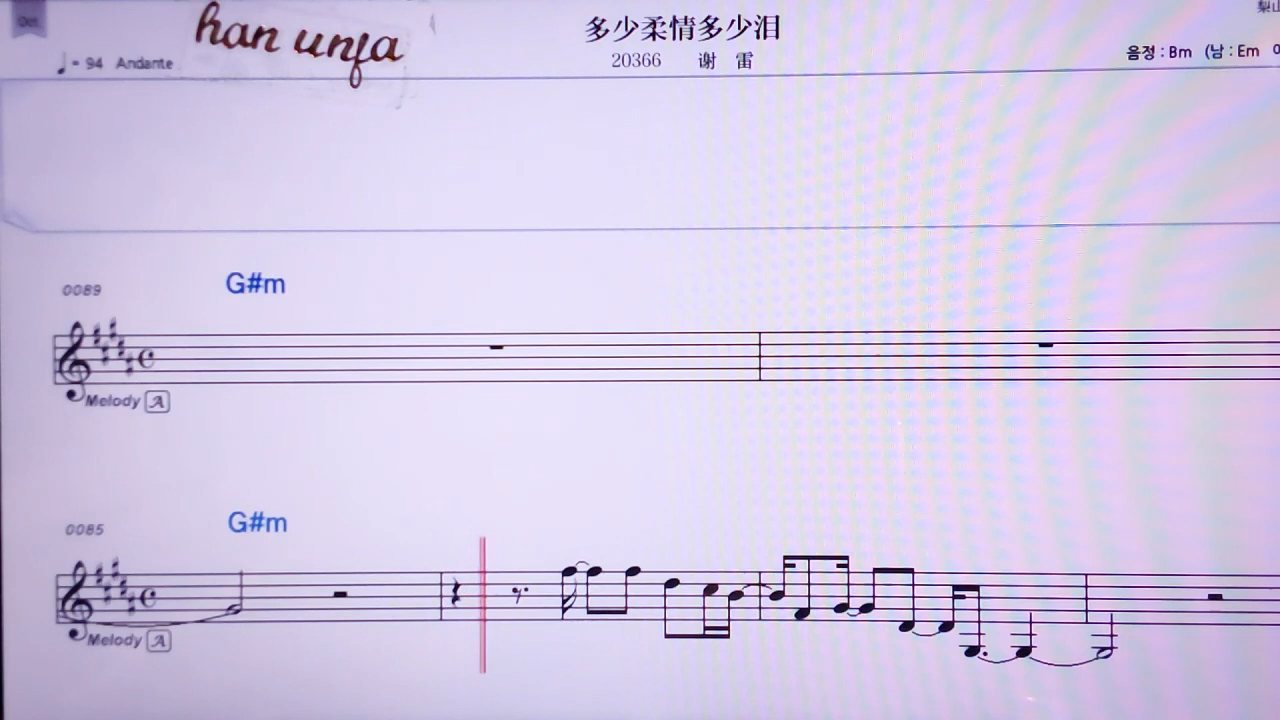 han unfa
多少柔情多少泪
♩= 94 Andante
20366 谢 雷
음정 : Bm (남 : Em
0089
G#m
Melody A
0085
G#m
Melody A